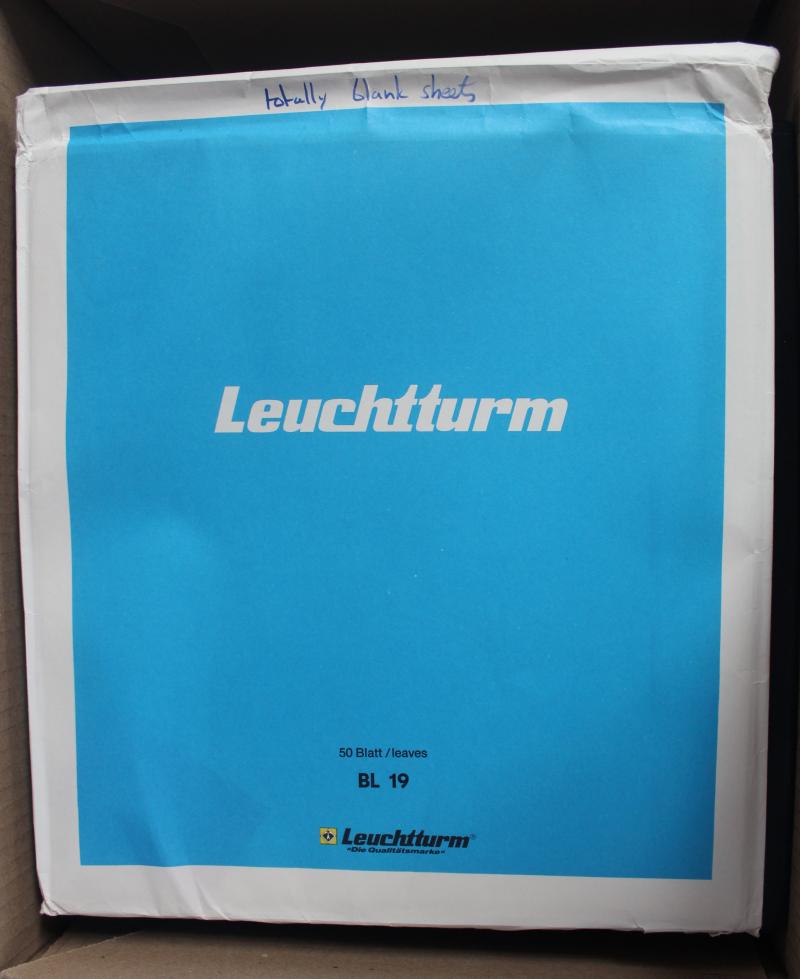 totally blank sheets
Leuchtturm
50 Blatt / leaves
BL 19
Leuchtturm®
»Die Qualitätsmarke«